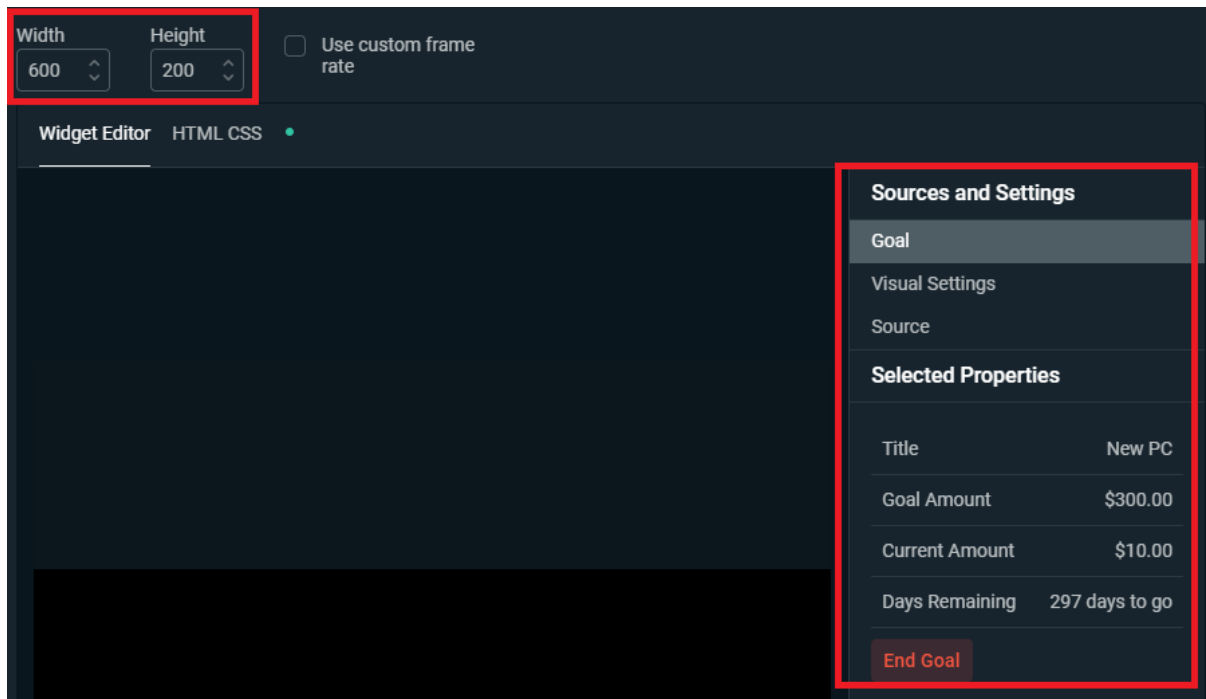 Width Height
600 200
Use custom frame
rate
Widget Editor HTML CSS
Sources and Settings
Goal
Visual Settings
Source
Selected Properties
Title New PC
Goal Amount $300.00
Current Amount $10.00
Days Remaining 297 days to go
End Goal